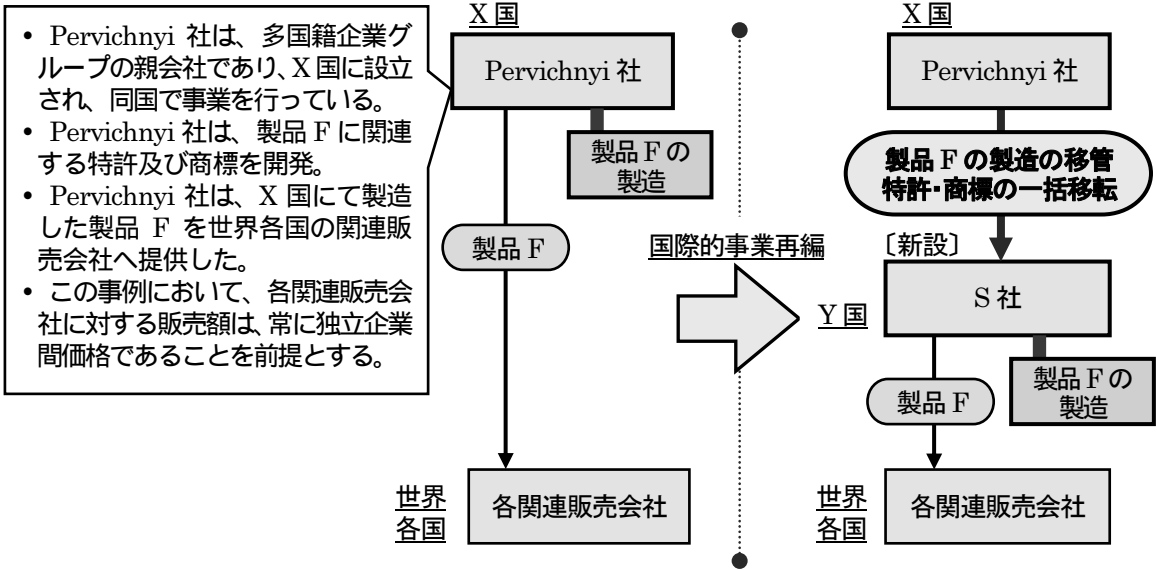 • Pervichnyi 社は、多国籍企業グ
ループの親会社であり、X 国に設立
され、同国で事業を行っている。
• Pervichnyi 社は、製品 F に関連
する特許及び商標を開発。
• Pervichnyi 社は、X 国にて製造
した製品 F を世界各国の関連販
売会社へ提供した。
• この事例において、各関連販売会
社に対する販売額は、常に独立企業
間価格であることを前提とする。
X 国
Pervichnyi 社
製品 F の
製造
製品 F
世界
各国
各関連販売会社
国際的事業再編
X 国
Pervichnyi 社
製品 F の製造の移管
特許・商標の一括移転
〔新設〕
Y 国
S 社
製品 F の
製造
製品 F
世界
各国
各関連販売会社